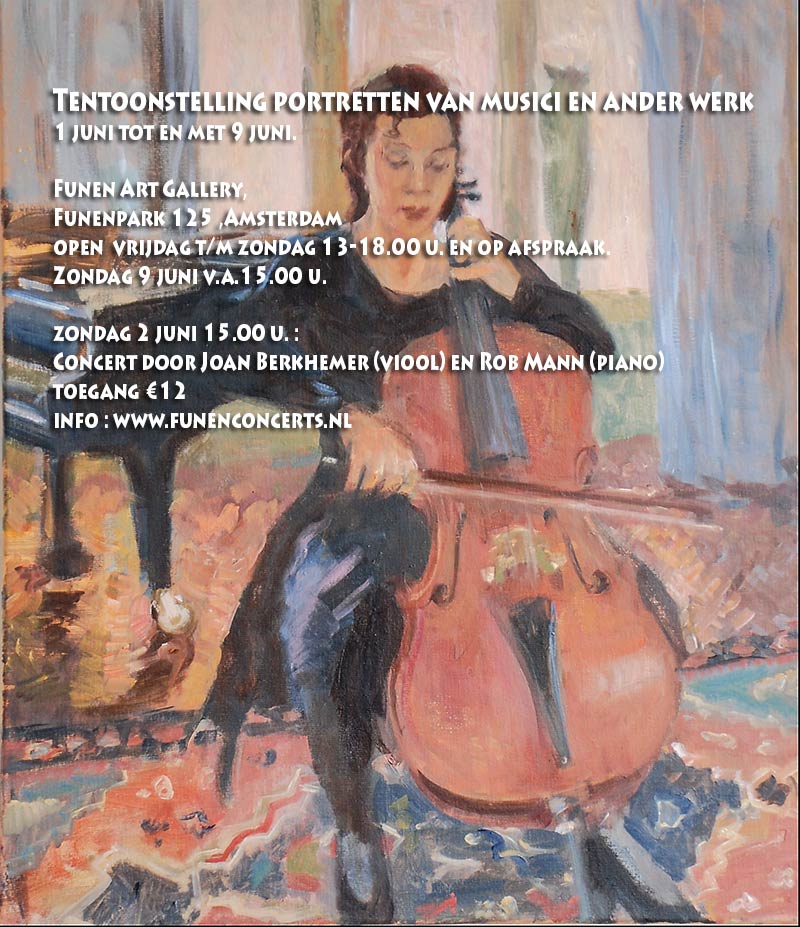 Tentoonstelling portretten van musici en ander werk
1 juni tot en met 9 juni.
Funen Art Gallery,
Funenpark 125 ,Amsterdam
open vrijdag t/m zondag 13-18.00 u. en op afspraak.
Zondag 9 juni v.a.15.00 u.
zondag 2 juni 15.00 u. :
Concert door Joan Berkhemer (viool) en Rob Mann (piano)
toegang €12
info : www.funenconcerts.nl